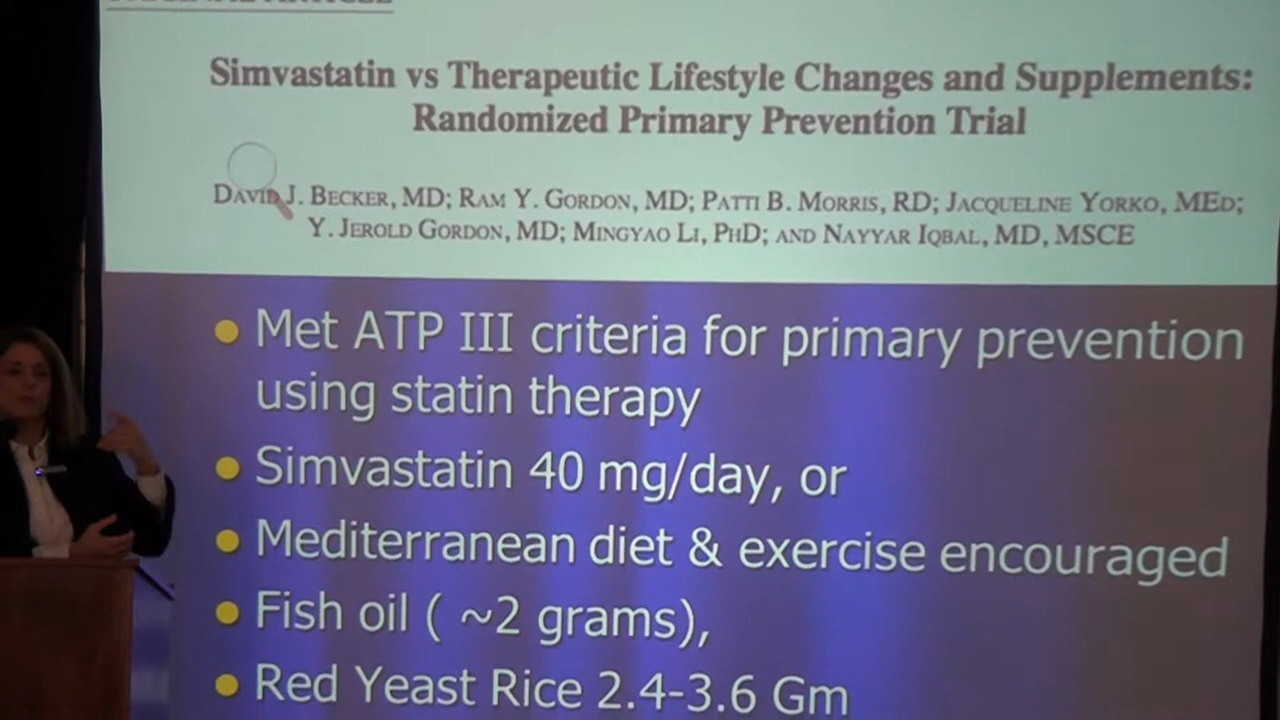 Simvastatin vs Therapeutic Lifestyle Changes and Supplements:
Randomized Primary Prevention Trial
DAVID J. BECKER, MD; RAM Y. GORDON, MD; PATTI B. MORRIS, RD; JACQUELINE YORKO, MED;
Y. JEROLD GORDON, MD; MINGYAO LI, PHD; AND NAYYAR IQBAL, MD, MSCE
Met ATP III criteria for primary prevention
using statin therapy
Simvastatin 40 mg/day, or
Mediterranean diet & exercise encouraged
Fish oil ( ~2 grams),
Red Yeast Rice 2.4-3.6 Gm